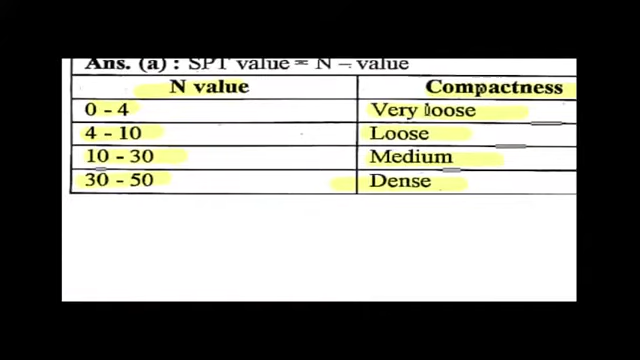 Ans. (a) : SPT value = N – value
N value Compactness
0 - 4 Very loose
4 - 10 Loose
10 - 30 Medium
30 - 50 Dense